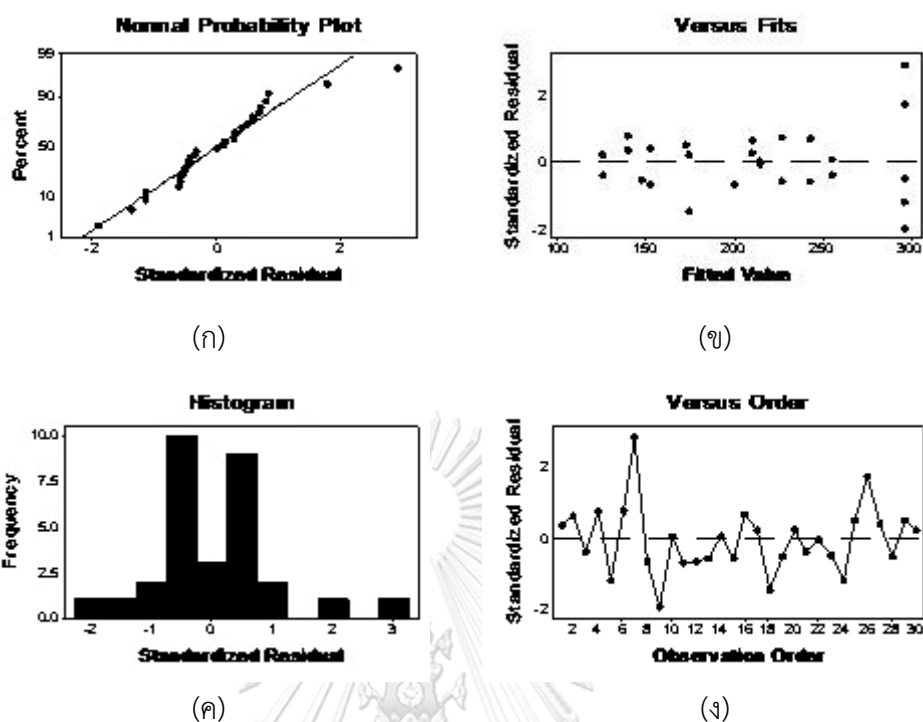 Normal Probability Plot
Percent
99
90
50
10
1
-2
0
2
Standardized Residual
(ก)
Versus Fits
Standardized Residual
2
0
-2
100
150
200
250
300
Fitted Value
(ข)
Histogram
Frequency
10.0
7.5
5.0
2.5
0.0
-2
-1
0
1
2
3
Standardized Residual
(ค)
Versus Order
Standardized Residual
2
0
-2
2 4 6 8 10 12 14 16 18 20 22 24 26 28 30
Observation Order
(ง)